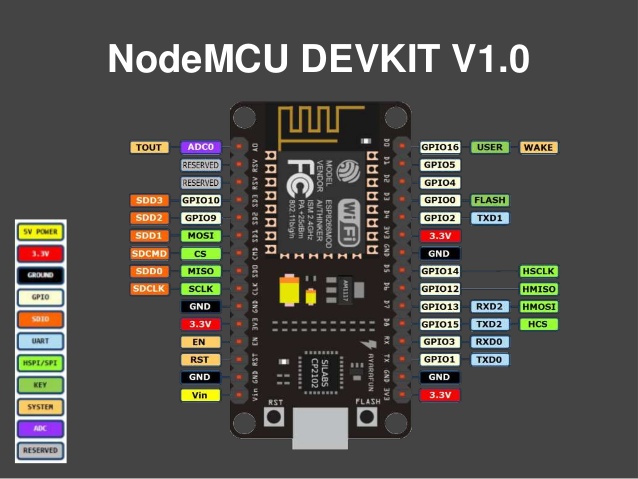 NodeMCU DEVKIT V1.0
TOUT ADC0
RESERVED
RESERVED
SDD3 GPIO10
SDD2 GPIO9
SDD1 MOSI
SDCMD CS
SDD0 MISO
SDCLK SCLK
GND
3.3V
EN
RST
GND
Vin
GPIO16 USER WAKE
GPIO5
GPIO4
GPIO0 FLASH
GPIO2 TXD1
3.3V
GND
GPIO14 HSCLK
GPIO12 HMISO
GPIO13 RXD2 HMOSI
GPIO15 TXD2 HCS
GPIO3 RXD0
GPIO1 TXD0
GND
3.3V
5V POWER
3.3V
GROUND
GPIO
SDIO
UART
HSPI/SPI
KEY
SYSTEM
ADC
RESERVED
MODEL
VENDOR
ESP8266MOD
AI/THINKER
ISM 2.4GHz
PA +25dBm
802.11b/g/n
FC
WiFi
AM1117
SILABS
CP2102
AYARAFUN
RST
FLASH
A0
RSV
RSV
SD3
SD2
SD1
CMD
SD0
CLK
GND
3V3
EN
RST
GND
Vin
D0
D1
D2
D3
D4
3V3
GND
D5
D6
D7
D8
RX
TX
GND
3V3